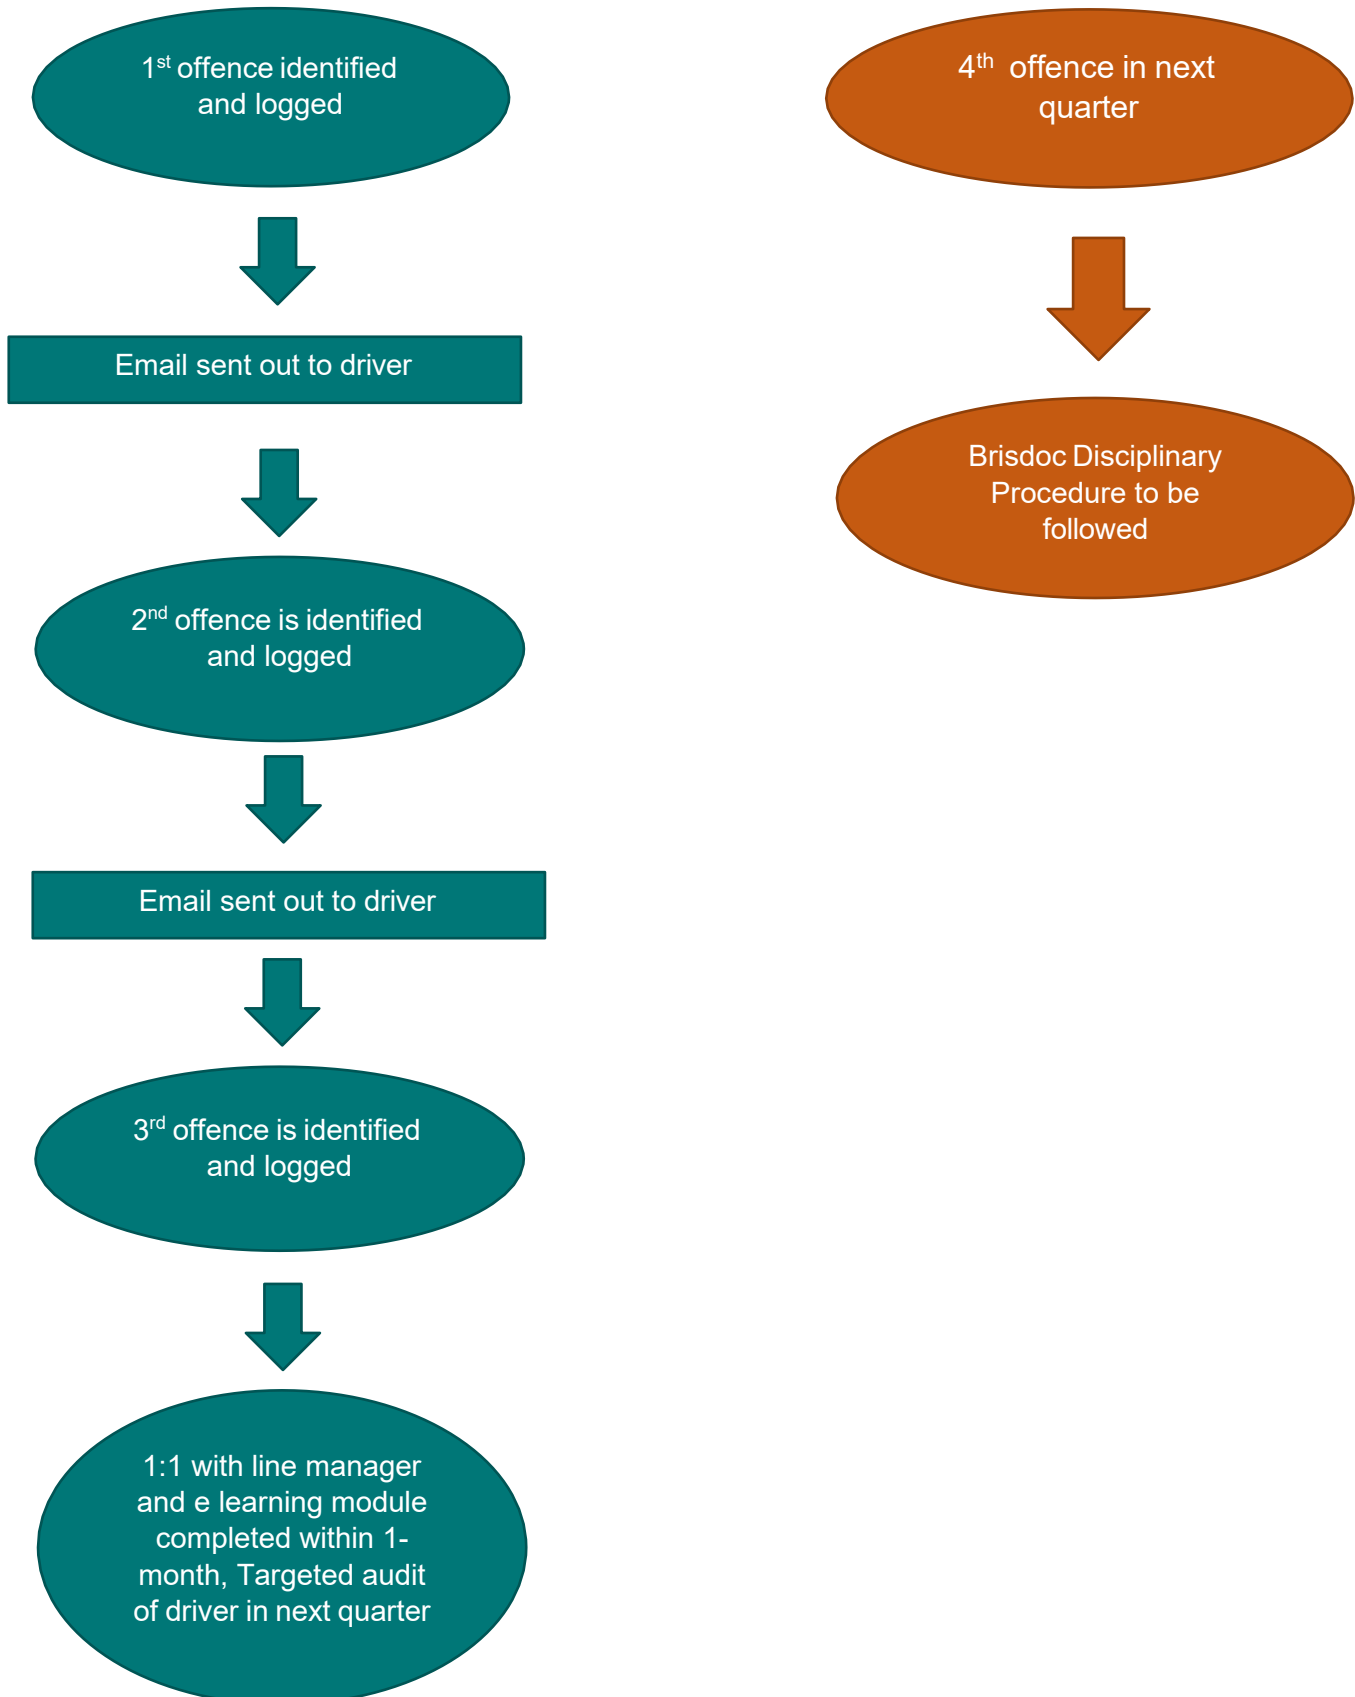 1st offence identified
and logged
Email sent out to driver
2nd offence is identified
and logged
Email sent out to driver
3rd offence is identified
and logged
1:1 with line manager
and e learning module
completed within 1-
month, Targeted audit
of driver in next quarter
4th offence in next
quarter
Brisdoc Disciplinary
Procedure to be
followed